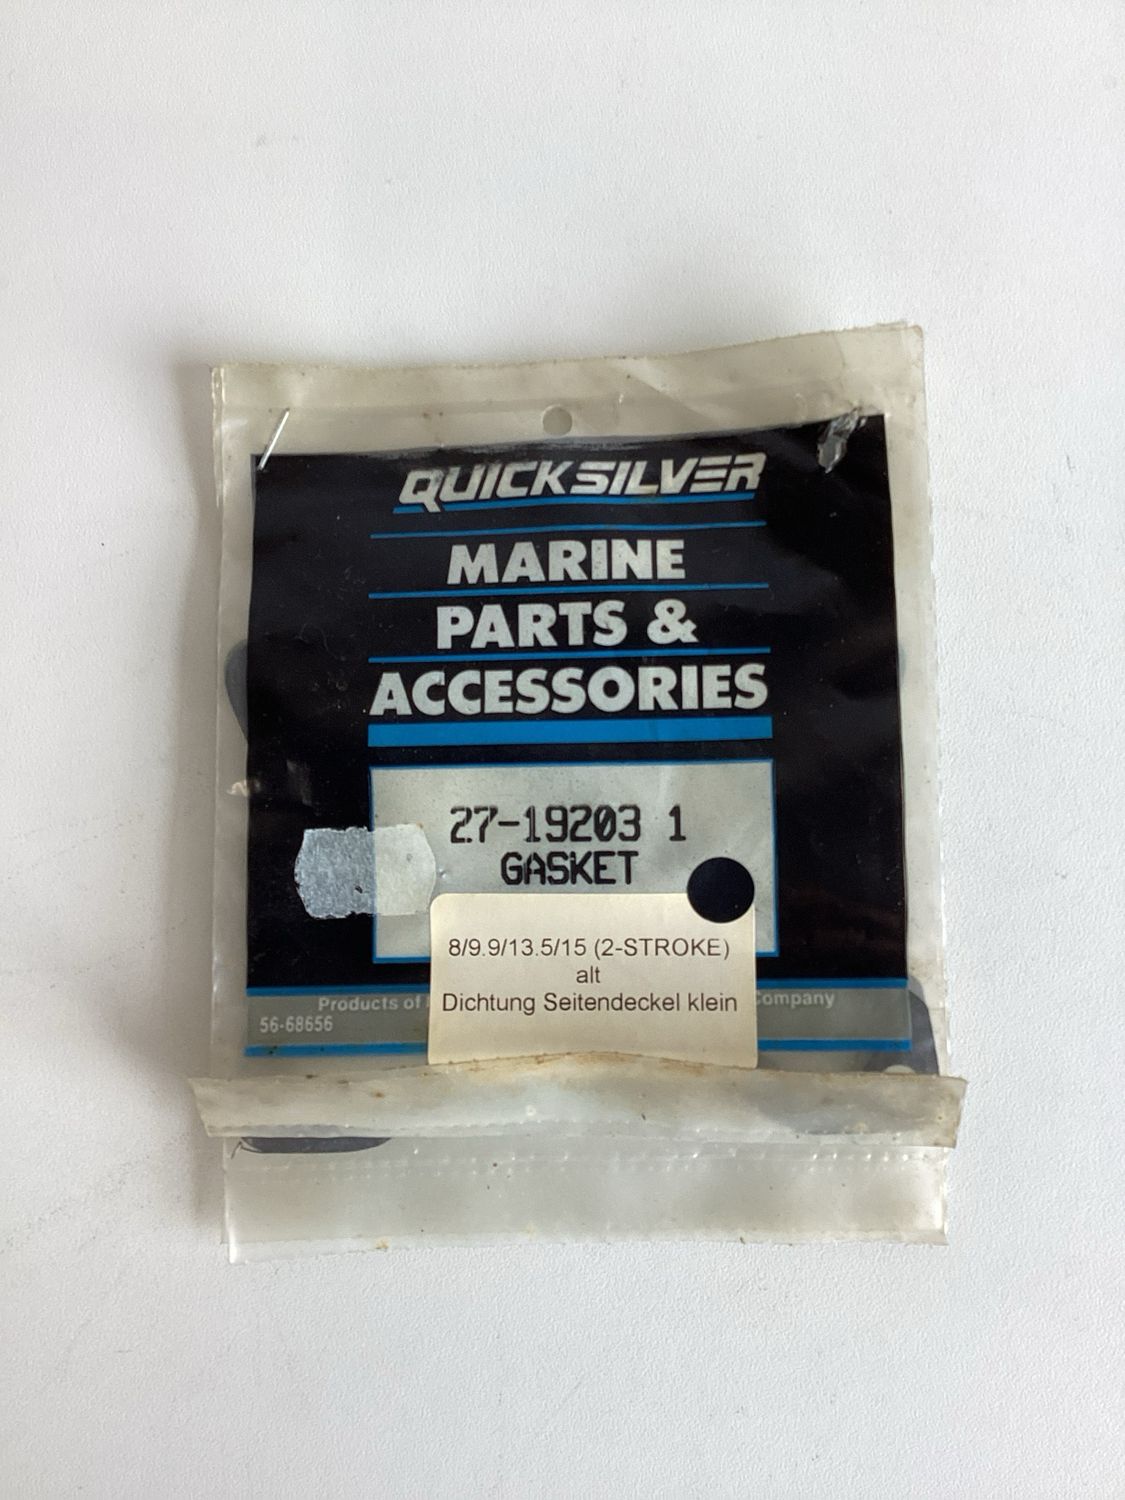 QUICKSILVER
MARINE
PARTS &
ACCESSORIES
27-19203 1
GASKET
8/9.9/13.5/15 (2-STROKE)
alt
Dichtung Seitendeckel klein
Products of
Company
56-68656